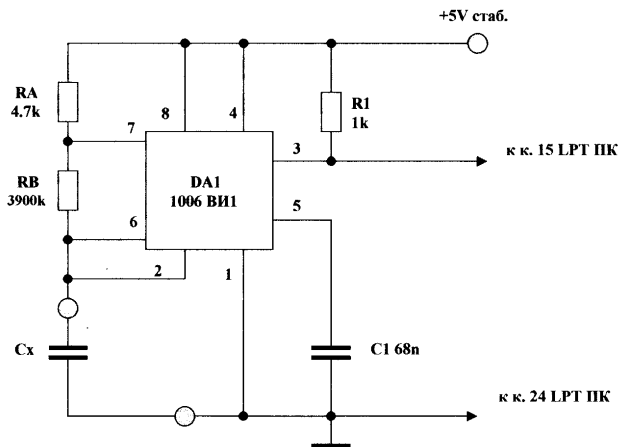 +5V стаб.
RA
4.7k
8
4
R1
1k
7
3
к к. 15 LPT ПК
RB
3900k
DA1
1006 ВИ1
5
6
2
1
Cx
C1 68n
к к. 24 LPT ПК